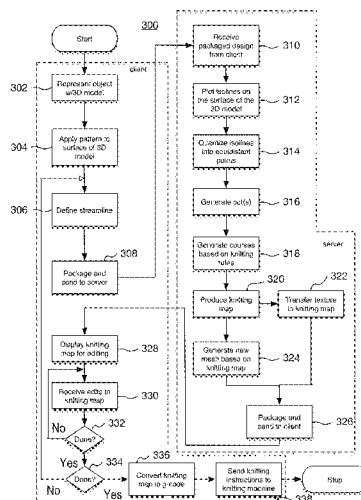 300
Start
client
302
Represent object
w/3D model
304
Apply pattern to
surface of 3D
model
306
Define streamline
308
Package and
send to server
Receive
packaged design
from client
310
Plot isolines on
the surface of the
3D model
312
Quantize isolines
into equidistant
points
314
Generate
316
Generate courses
based on knitting
rules
318
server
320
322
Produce knitting
map
Transfer texture
to knitting map
Generate new
mesh based on
knitting map
324
Package and
send to client
326
Display knitting
map for editing
328
Receive edits to
knitting map
330
332
No
Done?
Yes
334
No
Done?
Yes
336
Convert knitting
map to g-code
Send knitting
instructions to
knitting machine
338
Stop